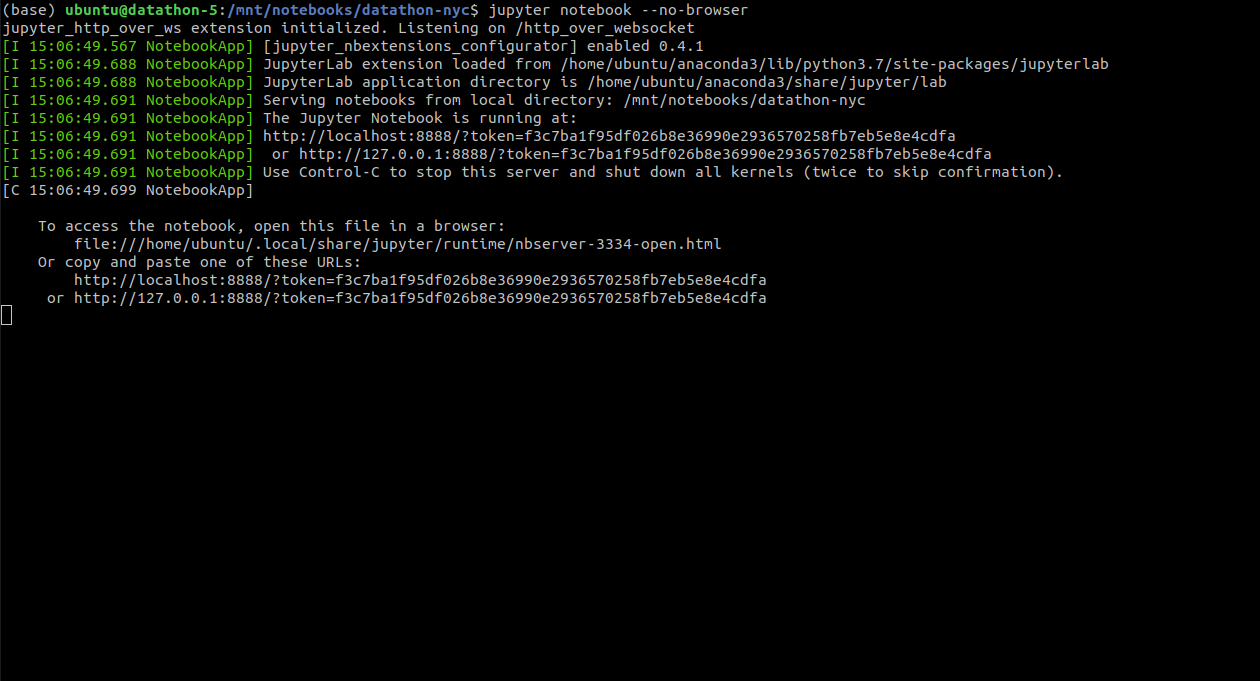 (base) ubuntu@datathon-5:/mnt/notebooks/datathon-nyc$ jupyter notebook --no-browser
jupyter_http_over_ws extension initialized. Listening on /http_over_websocket
[I 15:06:49.567 NotebookApp] [jupyter_nbextensions_configurator] enabled 0.4.1
[I 15:06:49.688 NotebookApp] JupyterLab extension loaded from /home/ubuntu/anaconda3/lib/python3.7/site-packages/jupyterlab
[I 15:06:49.688 NotebookApp] JupyterLab application directory is /home/ubuntu/anaconda3/share/jupyter/lab
[I 15:06:49.691 NotebookApp] Serving notebooks from local directory: /mnt/notebooks/datathon-nyc
[I 15:06:49.691 NotebookApp] The Jupyter Notebook is running at:
[I 15:06:49.691 NotebookApp] http://localhost:8888/?token=f3c7ba1f95df026b8e36990e2936570258fb7eb5e8e4cdfa
[I 15:06:49.691 NotebookApp]  or http://127.0.0.1:8888/?token=f3c7ba1f95df026b8e36990e2936570258fb7eb5e8e4cdfa
[I 15:06:49.691 NotebookApp] Use Control-C to stop this server and shut down all kernels (twice to skip confirmation).
[C 15:06:49.699 NotebookApp]
    To access the notebook, open this file in a browser:
        file:///home/ubuntu/.local/share/jupyter/runtime/nbserver-3334-open.html
    Or copy and paste one of these URLs:
        http://localhost:8888/?token=f3c7ba1f95df026b8e36990e2936570258fb7eb5e8e4cdfa
     or http://127.0.0.1:8888/?token=f3c7ba1f95df026b8e36990e2936570258fb7eb5e8e4cdfa